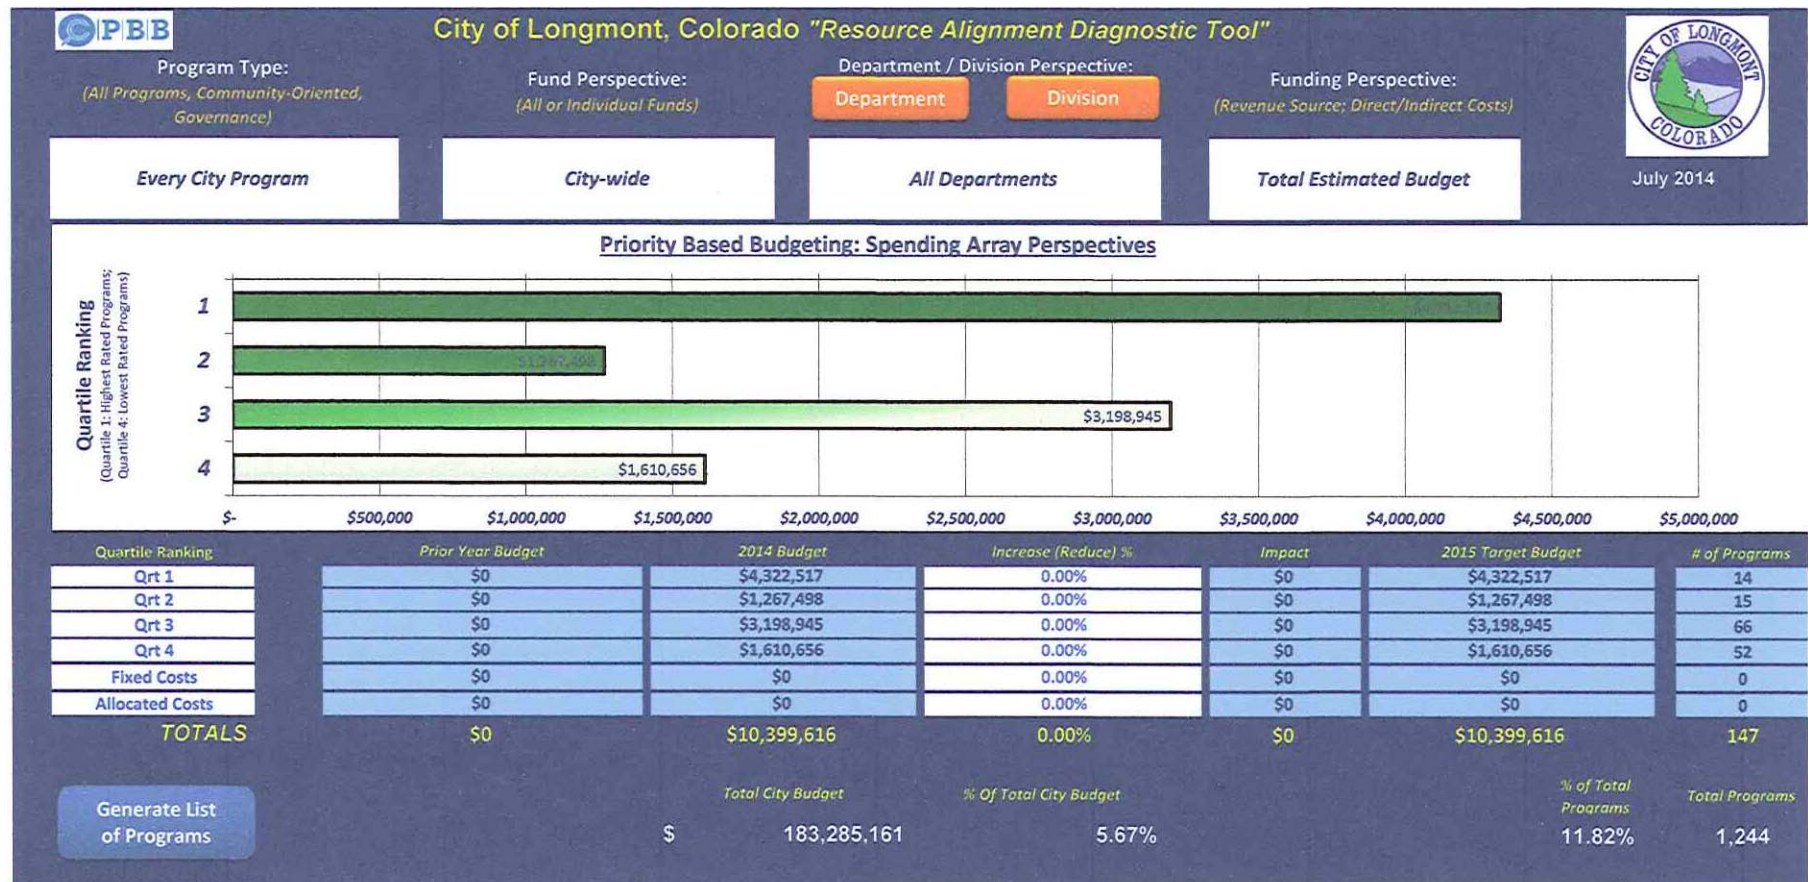 PBB
City of Longmont, Colorado "Resource Alignment Diagnostic Tool"
Program Type:
(All Programs, Community-Oriented,
Governance)
Fund Perspective:
(All or Individual Funds)
Department / Division Perspective:
Department Division
Funding Perspective:
(Revenue Source; Direct/Indirect Costs)
CITY OF LONGMONT
COLORADO
Every City Program City-wide All Departments Total Estimated Budget July 2014
Priority Based Budgeting: Spending Array Perspectives
Quartile Ranking
(Quartile 1: Highest Rated Programs;
Quartile 4: Lowest Rated Programs)
1
2 $1,267,498
3 $3,198,945
4 $1,610,656
$- $500,000 $1,000,000 $1,500,000 $2,000,000 $2,500,000 $3,000,000 $3,500,000 $4,000,000 $4,500,000 $5,000,000
Quartile Ranking Prior Year Budget 2014 Budget Increase (Reduce) % Impact 2015 Target Budget # of Programs
Qrt 1 $0 $4,322,517 0.00% $0 $4,322,517 14
Qrt 2 $0 $1,267,498 0.00% $0 $1,267,498 15
Qrt 3 $0 $3,198,945 0.00% $0 $3,198,945 66
Qrt 4 $0 $1,610,656 0.00% $0 $1,610,656 52
Fixed Costs $0 $0 0.00% $0 $0 0
Allocated Costs $0 $0 0.00% $0 $0 0
TOTALS $0 $10,399,616 0.00% $0 $10,399,616 147
Generate List
of Programs
Total City Budget % Of Total City Budget % of Total
Programs Total Programs
$ 183,285,161 5.67% 11.82% 1,244